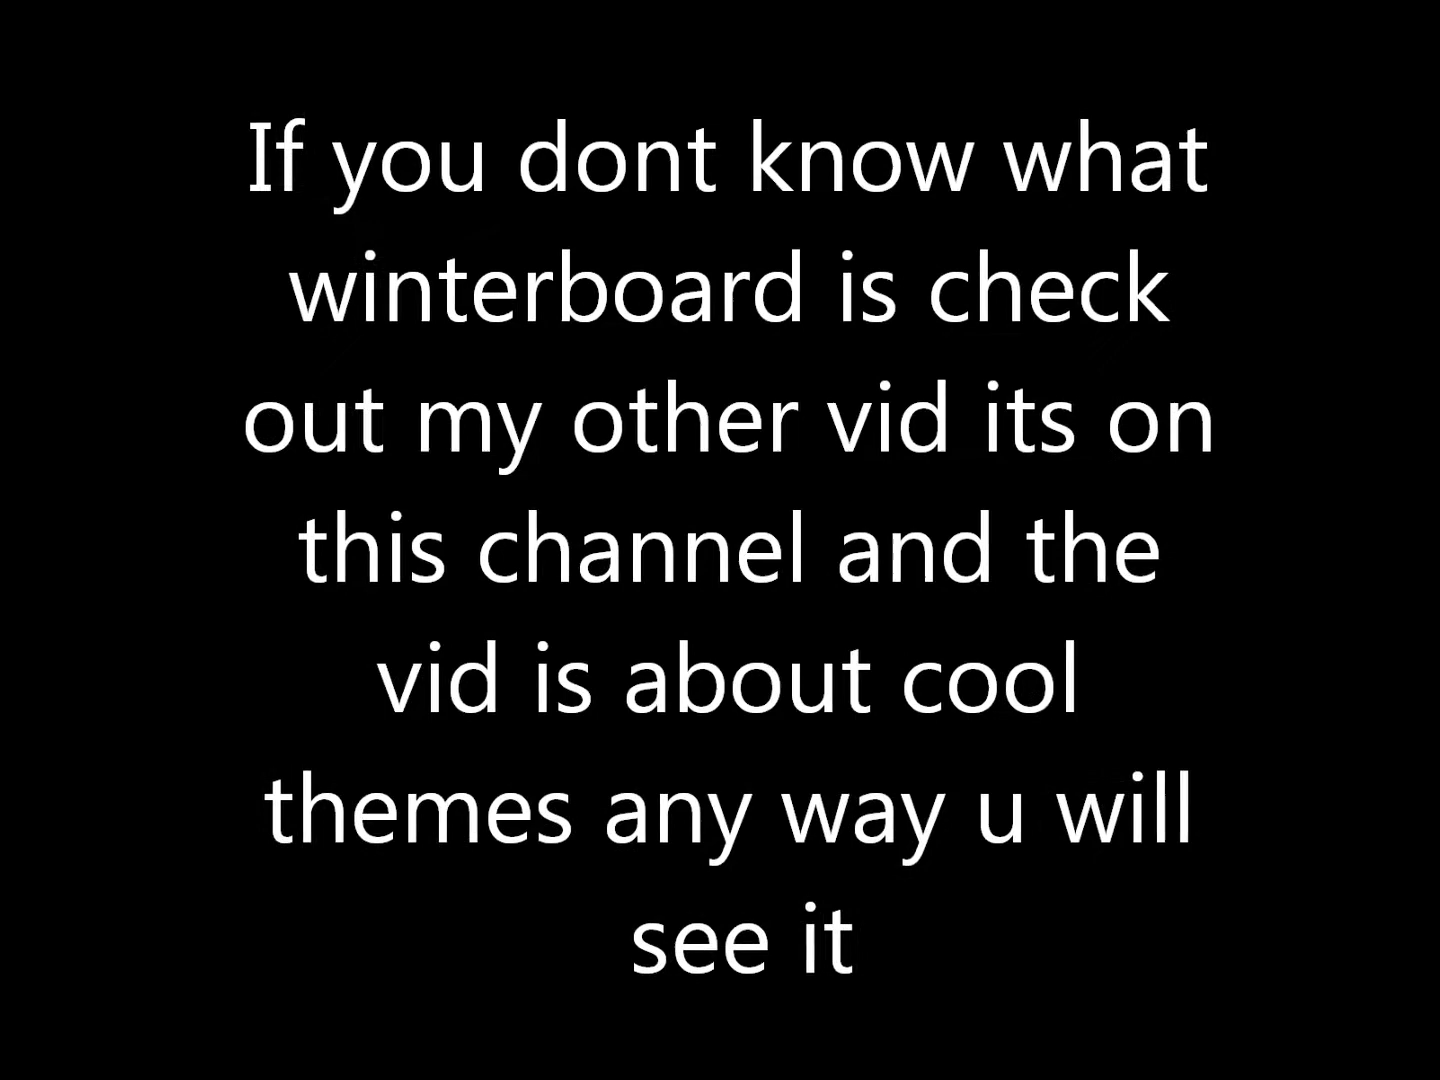 If you dont know what
winterboard is check
out my other vid its on
this channel and the
vid is about cool
themes any way u will
see it